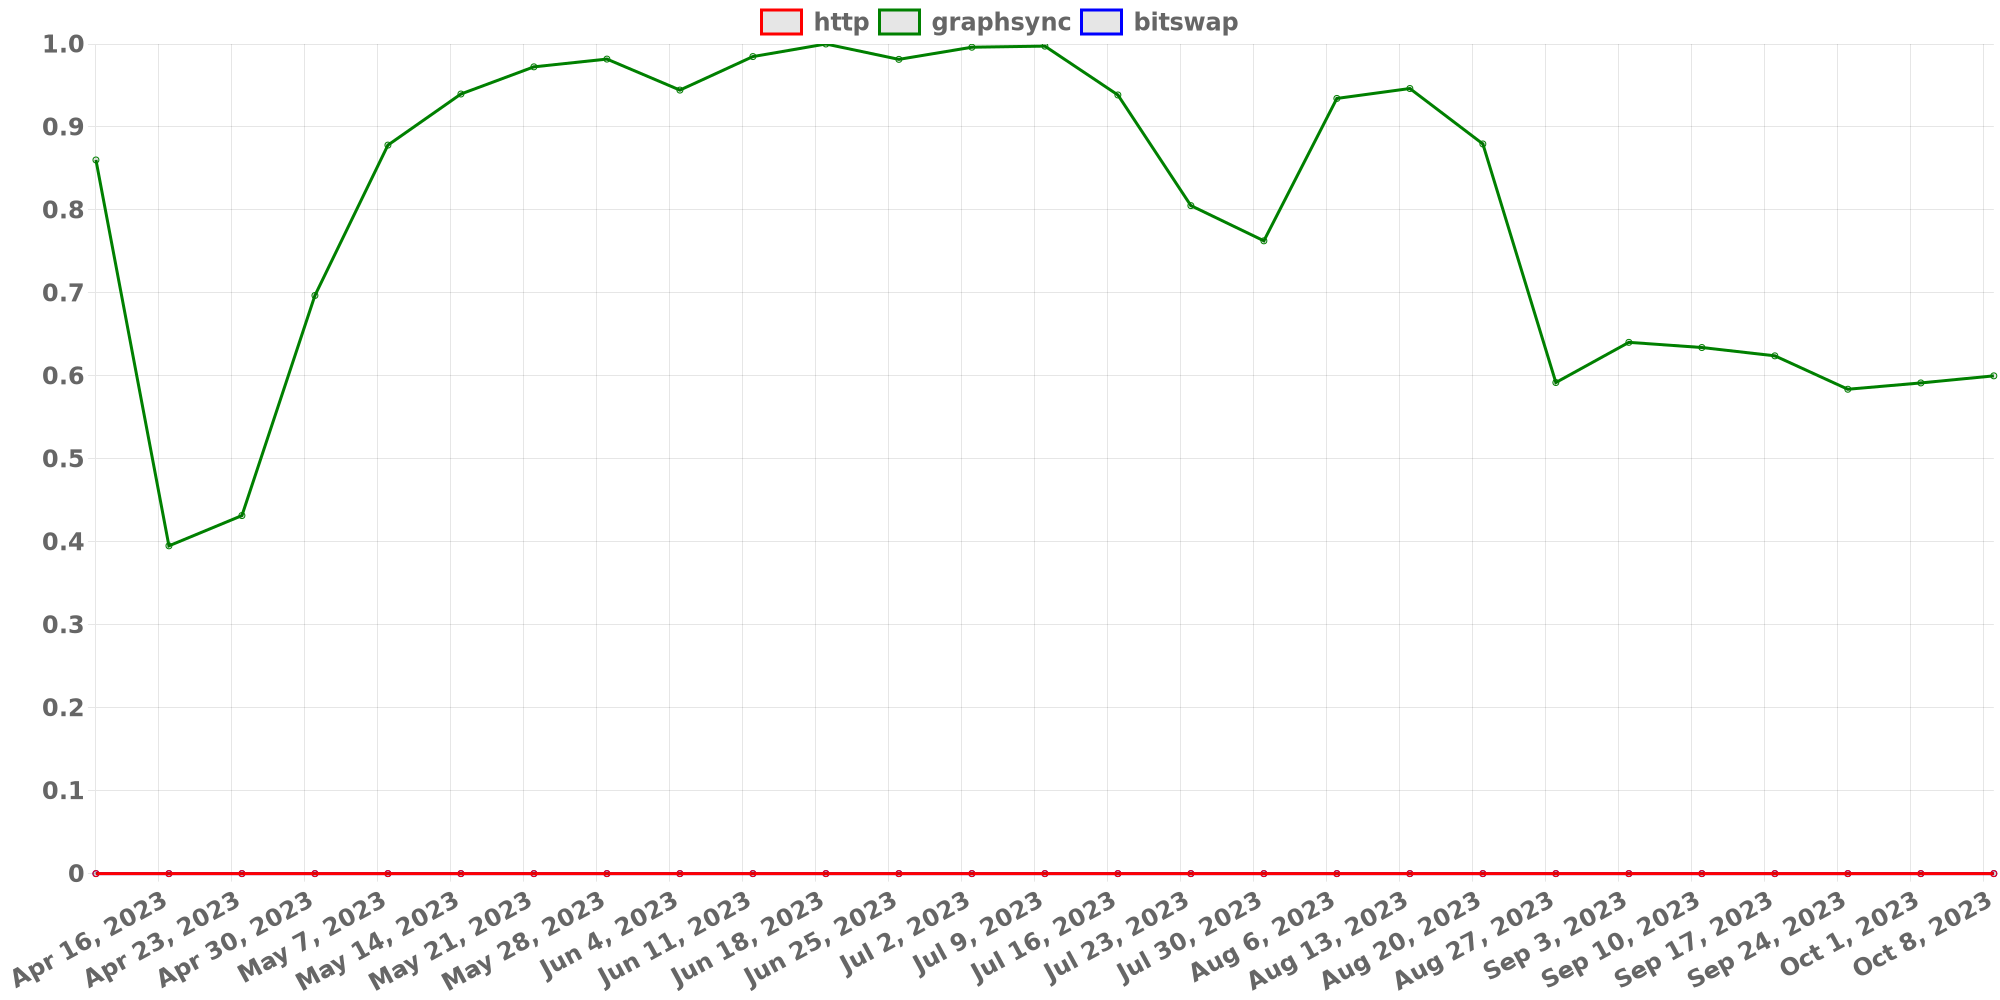 http graphsync bitswap
1.0
0.9
0.8
0.7
0.6
0.5
0.4
0.3
0.2
0.1
0
Apr 16, 2023
Apr 23, 2023
Apr 30, 2023
May 7, 2023
May 14, 2023
May 21, 2023
May 28, 2023
Jun 4, 2023
Jun 11, 2023
Jun 18, 2023
Jun 25, 2023
Jul 2, 2023
Jul 9, 2023
Jul 16, 2023
Jul 23, 2023
Jul 30, 2023
Aug 6, 2023
Aug 13, 2023
Aug 20, 2023
Aug 27, 2023
Sep 3, 2023
Sep 10, 2023
Sep 17, 2023
Sep 24, 2023
Oct 1, 2023
Oct 8, 2023